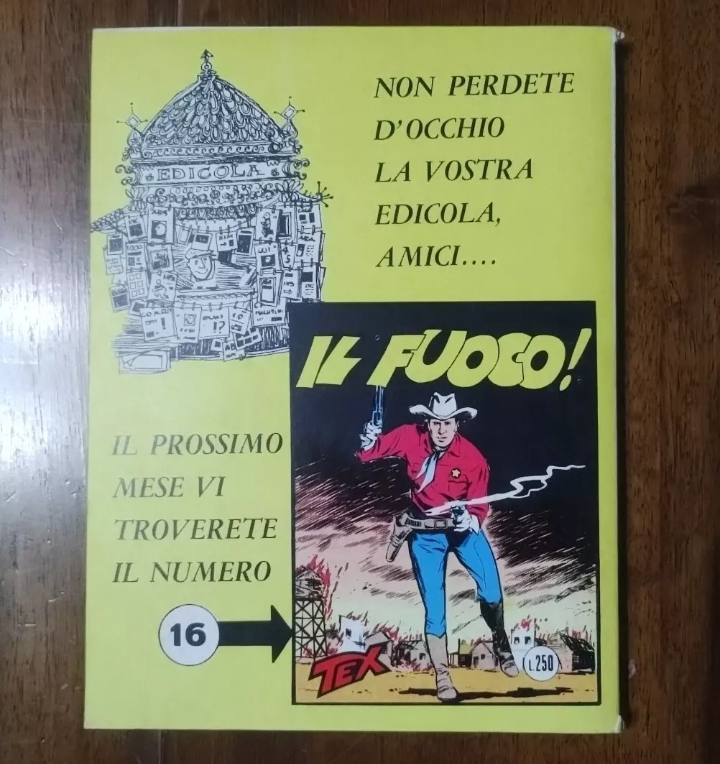 EDICOLA
NON PERDETE
D'OCCHIO
LA VOSTRA
EDICOLA,
AMICI....
IL FUOCO!
IL PROSSIMO
MESE VI
TROVERETE
IL NUMERO
16
TEX
L.250